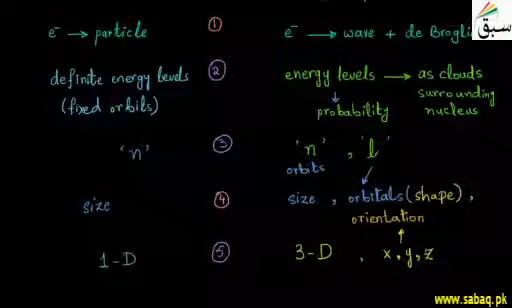 e⁻ → particle ① e⁻ → wave + de Brogli
سبق
definite energy levels ② energy levels → as clouds
(fixed orbits) surrounding
probability nucleus
'n' ③ 'n' , 'l'
orbits
size ④ size , orbitals (shape) ,
orientation
1-D ⑤ 3-D , x, y, z
www.sabaq.pk